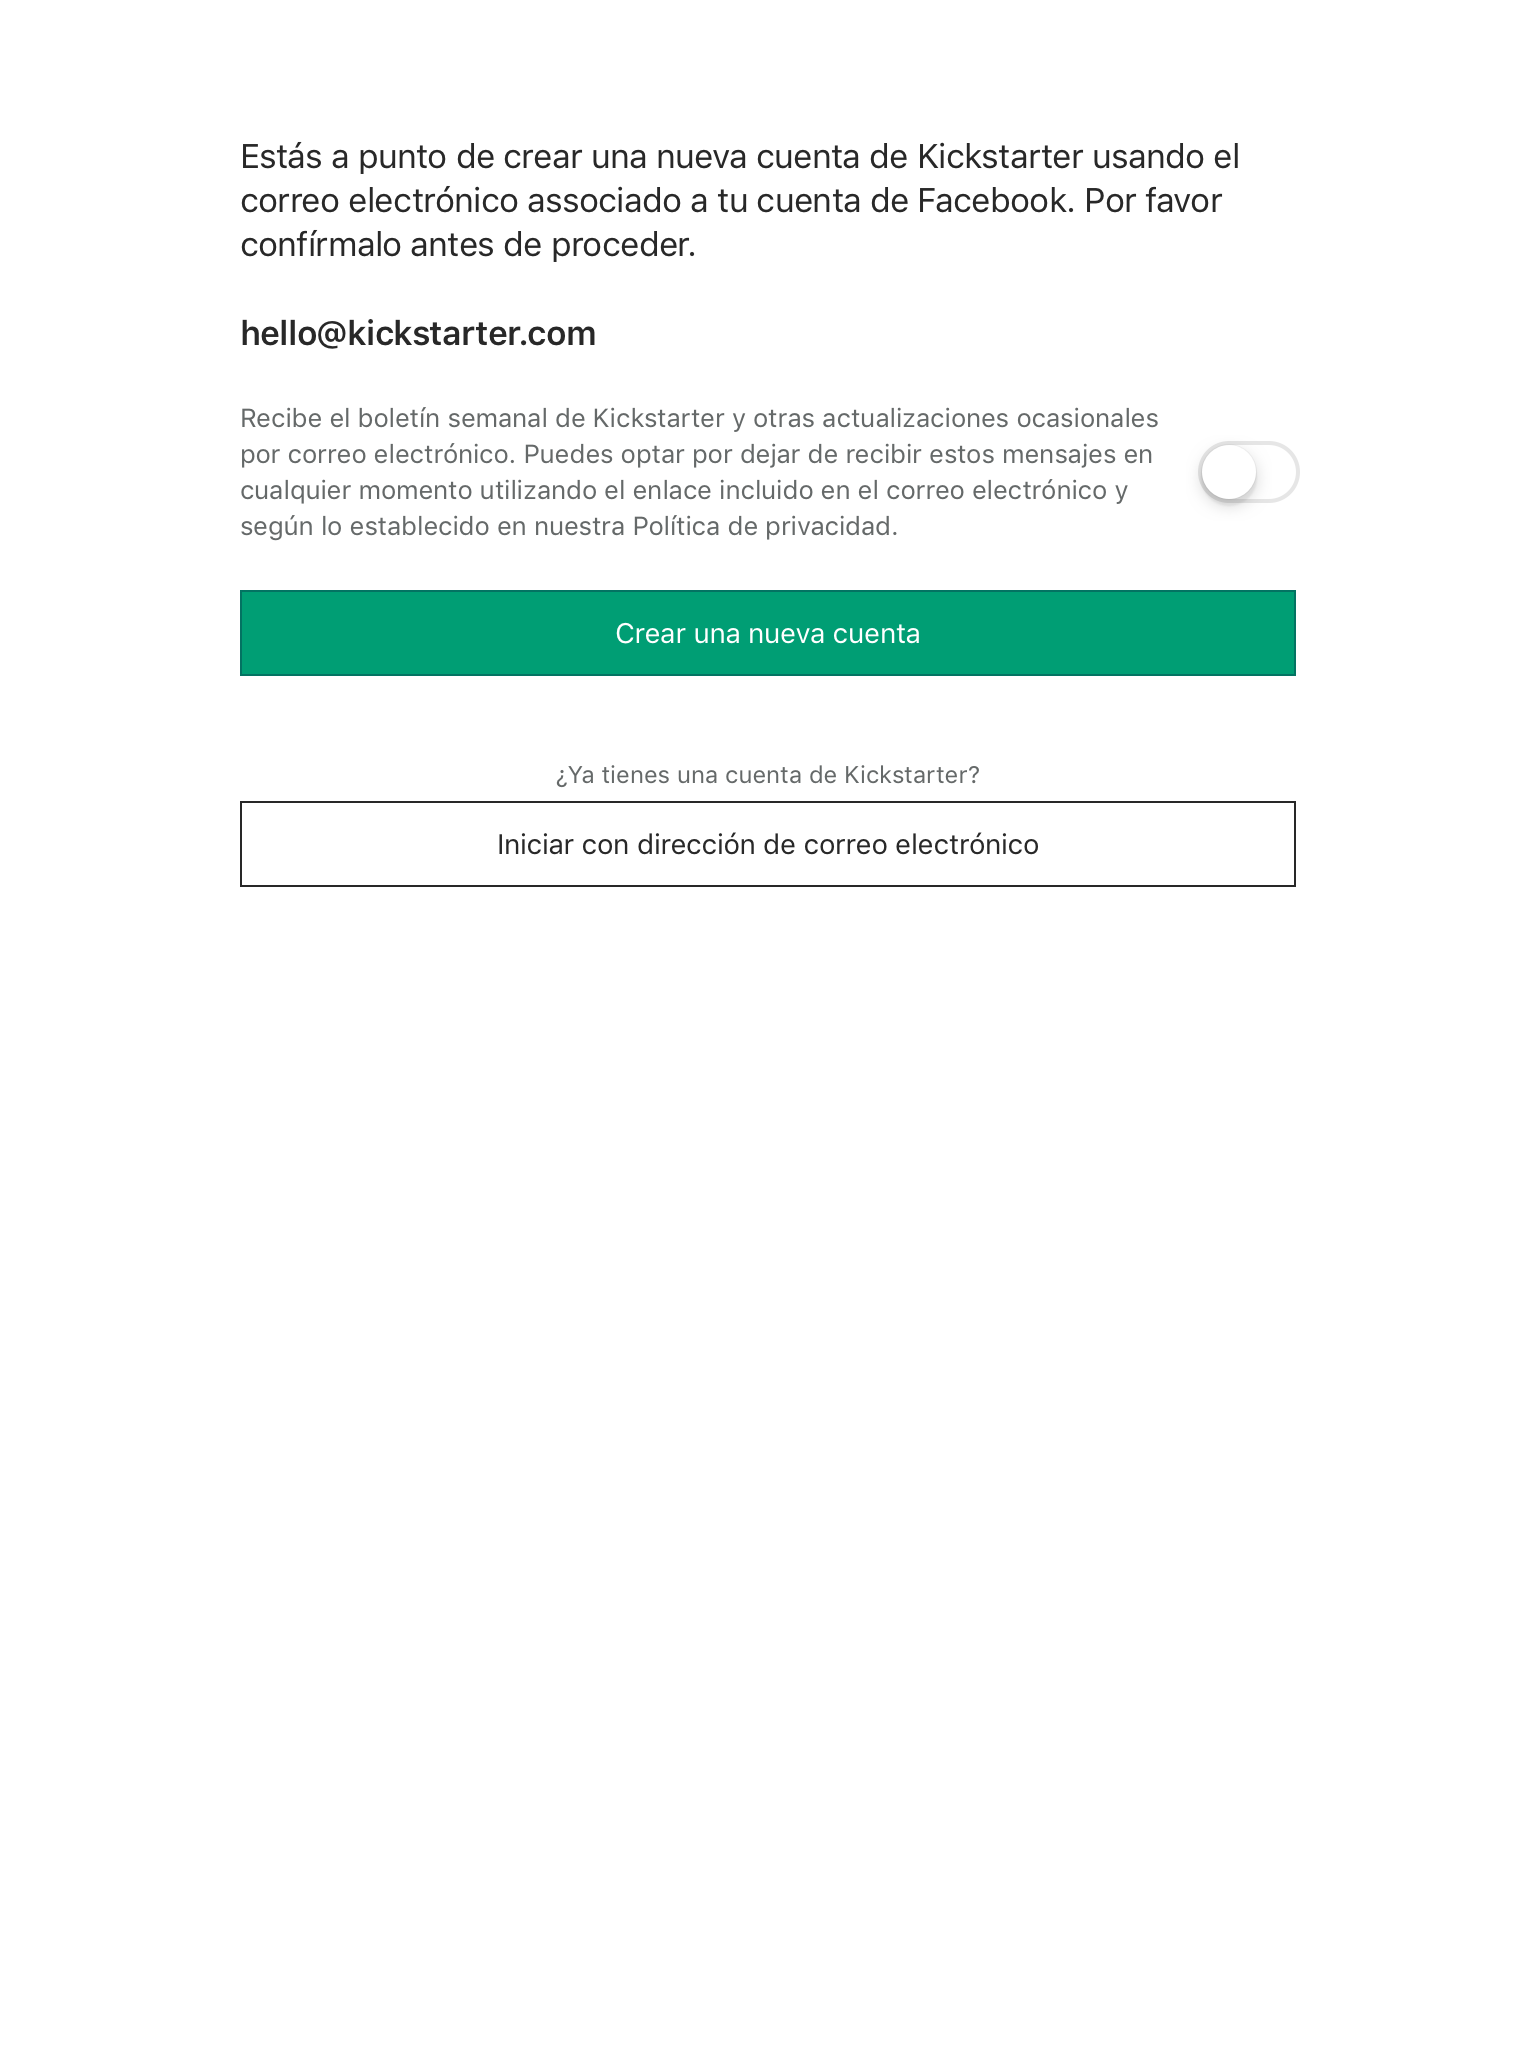 Estás a punto de crear una nueva cuenta de Kickstarter usando el
correo electrónico associado a tu cuenta de Facebook. Por favor
confírmalo antes de proceder.
hello@kickstarter.com
Recibe el boletín semanal de Kickstarter y otras actualizaciones ocasionales
por correo electrónico. Puedes optar por dejar de recibir estos mensajes en
cualquier momento utilizando el enlace incluido en el correo electrónico y
según lo establecido en nuestra Política de privacidad.
Crear una nueva cuenta
¿Ya tienes una cuenta de Kickstarter?
Iniciar con dirección de correo electrónico